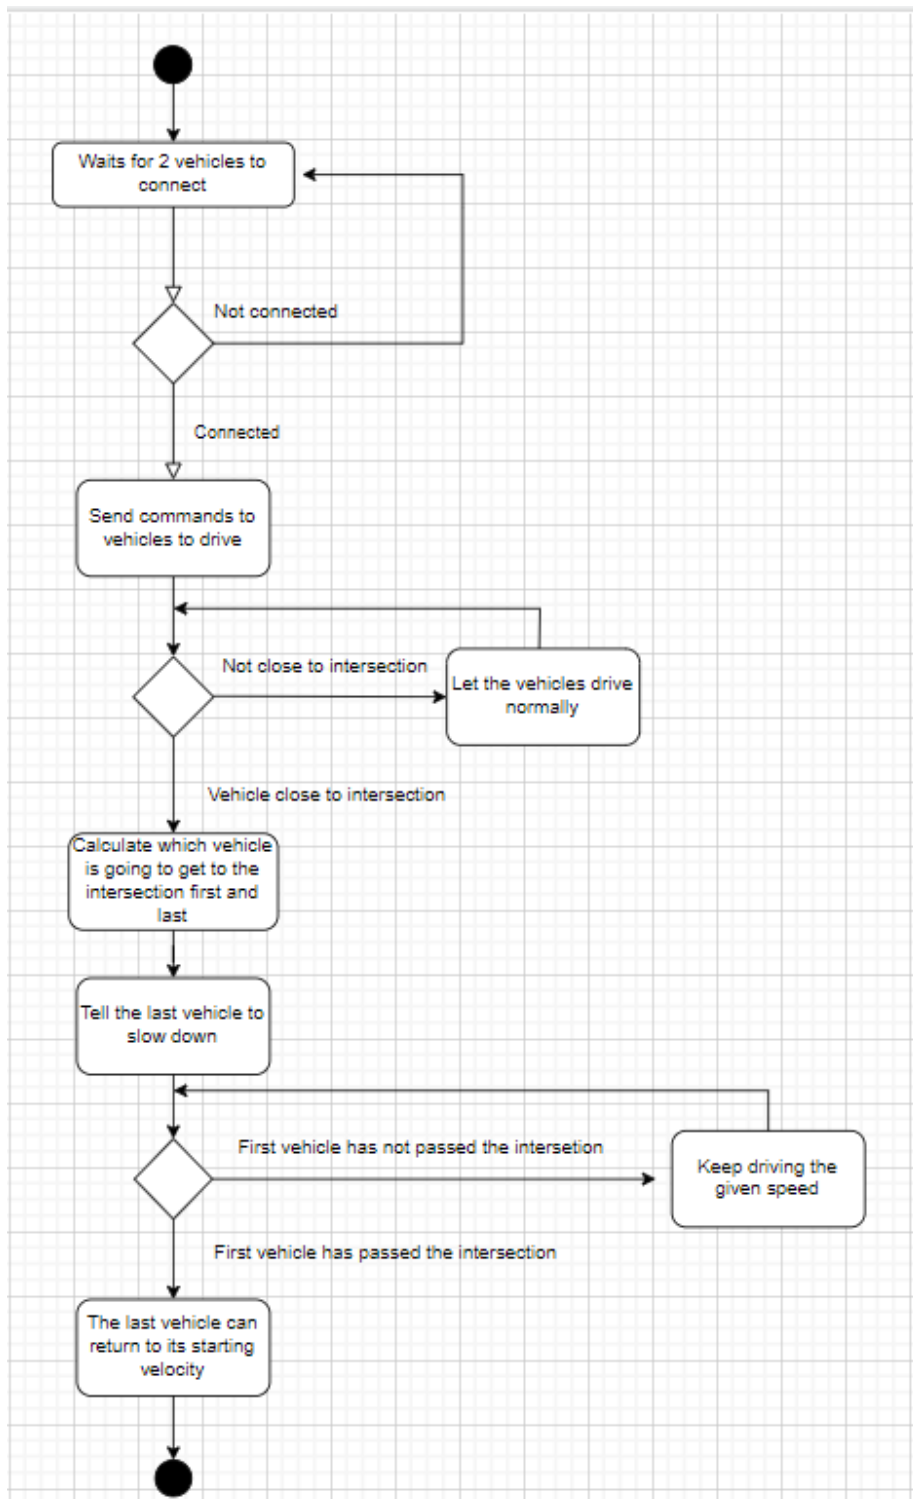 Waits for 2 vehicles to
connect
Not connected
Connected
Send commands to
vehicles to drive
Not close to intersection
Let the vehicles drive
normally
Vehicle close to intersection
Calculate which vehicle
is going to get to the
intersection first and
last
Tell the last vehicle to
slow down
First vehicle has not passed the intersetion
Keep driving the
given speed
First vehicle has passed the intersection
The last vehicle can
return to its starting
velocity